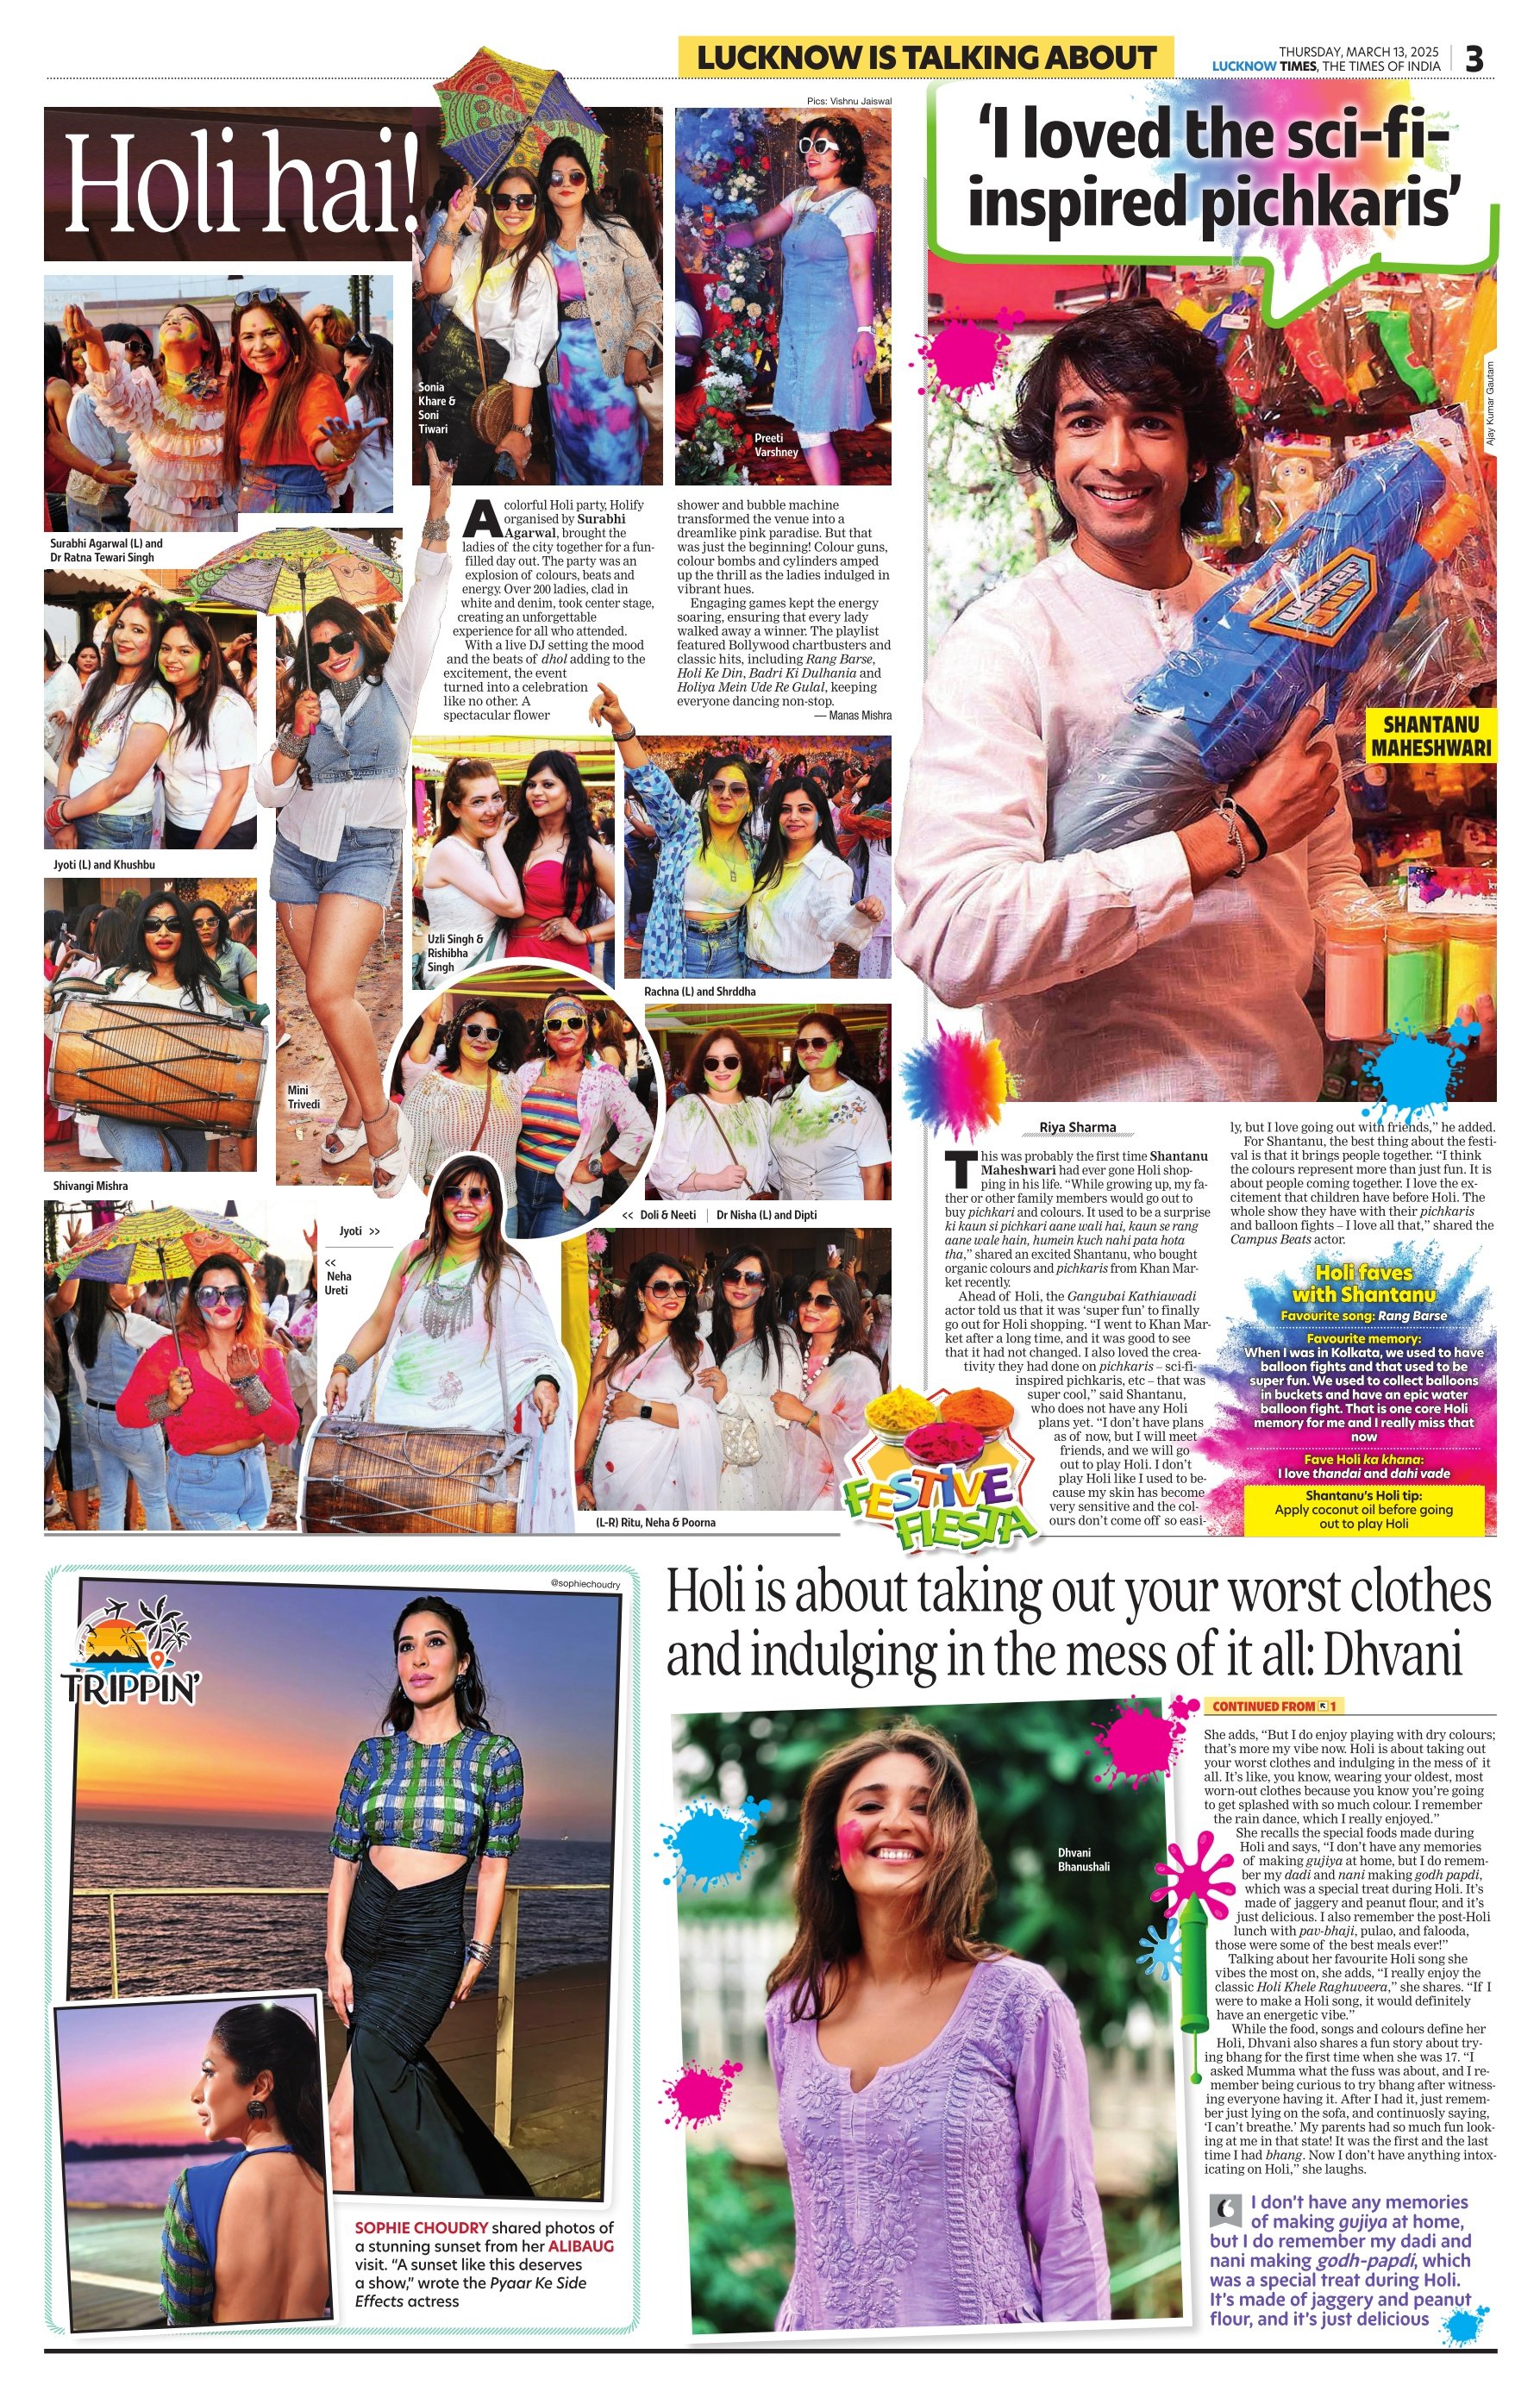 LUCKNOW IS TALKING ABOUT
THURSDAY, MARCH 13, 2025
LUCKNOW TIMES, THE TIMES OF INDIA
3
Holi hai!
Pics: Vishnu Jaiswal
Sonia
Khare &
Soni
Tiwari
Preeti
Varshney
Surabhi Agarwal (L) and
Dr Ratna Tewari Singh
A colorful Holi party, Holify
organised by Surabhi
Agarwal, brought the
ladies of the city together for a fun-
filled day out. The party was an
explosion of colours, beats and
energy. Over 200 ladies, clad in
white and denim, took center stage,
creating an unforgettable
experience for all who attended.
With a live DJ setting the mood
and the beats of dhol adding to the
excitement, the event
turned into a celebration
like no other. A
spectacular flower
shower and bubble machine
transformed the venue into a
dreamlike pink paradise. But that
was just the beginning! Colour guns,
colour bombs and cylinders amped
up the thrill as the ladies indulged in
vibrant hues.
Engaging games kept the energy
soaring, ensuring that every lady
walked away a winner. The playlist
featured Bollywood chartbusters and
classic hits, including Rang Barse,
Holi Ke Din, Badri Ki Dulhania and
Holiya Mein Ude Re Gulal, keeping
everyone dancing non-stop.
— Manas Mishra
Jyoti (L) and Khushbu
Mini
Trivedi
Uzli Singh &
Rishibha
Singh
Rachna (L) and Shrddha
Shivangi Mishra
<< Doli & Neeti | Dr Nisha (L) and Dipti
Jyoti >>
<<
Neha
Ureti
(L-R) Ritu, Neha & Poorna
‘I loved the sci-fi-
inspired pichkaris’
Ajay Kumar Gautam
WATER
SHANTANU
MAHESHWARI
Riya Sharma
This was probably the first time Shantanu
Maheshwari had ever gone Holi shop-
ping in his life. “While growing up, my fa-
ther or other family members would go out to
buy pichkari and colours. It used to be a surprise
ki kaun si pichkari aane wali hai, kaun se rang
aane wale hain, humein kuch nahi pata hota
tha,” shared an excited Shantanu, who bought
organic colours and pichkaris from Khan Mar-
ket recently.
Ahead of Holi, the Gangubai Kathiawadi
actor told us that it was ‘super fun’ to finally
go out for Holi shopping. “I went to Khan Mar-
ket after a long time, and it was good to see
that it had not changed. I also loved the crea-
tivity they had done on pichkaris – sci-fi-
inspired pichkaris, etc – that was
super cool,” said Shantanu,
who does not have any Holi
plans yet. “I don’t have plans
as of now, but I will meet
friends, and we will go
out to play Holi. I don’t
play Holi like I used to be-
cause my skin has become
very sensitive and the col-
ours don’t come off so easi-
ly, but I love going out with friends,” he added.
For Shantanu, the best thing about the festi-
val is that it brings people together. “I think
the colours represent more than just fun. It is
about people coming together. I love the ex-
citement that children have before Holi. The
whole show they have with their pichkaris
and balloon fights – I love all that,” shared the
Campus Beats actor.
Holi faves
with Shantanu
Favourite song: Rang Barse
Favourite memory:
When I was in Kolkata, we used to have
balloon fights and that used to be
super fun. We used to collect balloons
in buckets and have an epic water
balloon fight. That is one core Holi
memory for me and I really miss that
now
Fave Holi ka khana:
I love thandai and dahi vade
Shantanu’s Holi tip:
Apply coconut oil before going
out to play Holi
FESTIVE
FIESTA
TRIPPIN’
@sophiechoudry
SOPHIE CHOUDRY shared photos of
a stunning sunset from her ALIBAUG
visit. “A sunset like this deserves
a show,” wrote the Pyaar Ke Side
Effects actress
Holi is about taking out your worst clothes
and indulging in the mess of it all: Dhvani
Dhvani
Bhanushali
CONTINUED FROM 1
She adds, “But I do enjoy playing with dry colours;
that’s more my vibe now. Holi is about taking out
your worst clothes and indulging in the mess of it
all. It’s like, you know, wearing your oldest, most
worn-out clothes because you know you’re going
to get splashed with so much colour. I remember
the rain dance, which I really enjoyed.”
She recalls the special foods made during
Holi and says, “I don’t have any memories
of making gujiya at home, but I do remem-
ber my dadi and nani making godh papdi,
which was a special treat during Holi. It’s
made of jaggery and peanut flour, and it’s
just delicious. I also remember the post-Holi
lunch with pav-bhaji, pulao, and falooda,
those were some of the best meals ever!”
Talking about her favourite Holi song she
vibes the most on, she adds, “I really enjoy the
classic Holi Khele Raghuveera,” she shares. “If I
were to make a Holi song, it would definitely
have an energetic vibe.”
While the food, songs and colours define her
Holi, Dhvani also shares a fun story about try-
ing bhang for the first time when she was 17. “I
asked Mumma what the fuss was about, and I re-
member being curious to try bhang after witness-
ing everyone having it. After I had it, just remem-
ber just lying on the sofa, and continuosly saying,
‘I can’t breathe.’ My parents had so much fun look-
ing at me in that state! It was the first and the last
time I had bhang. Now I don’t have anything intox-
icating on Holi,” she laughs.
I don’t have any memories
of making gujiya at home,
but I do remember my dadi and
nani making godh-papdi, which
was a special treat during Holi.
It’s made of jaggery and peanut
flour, and it’s just delicious